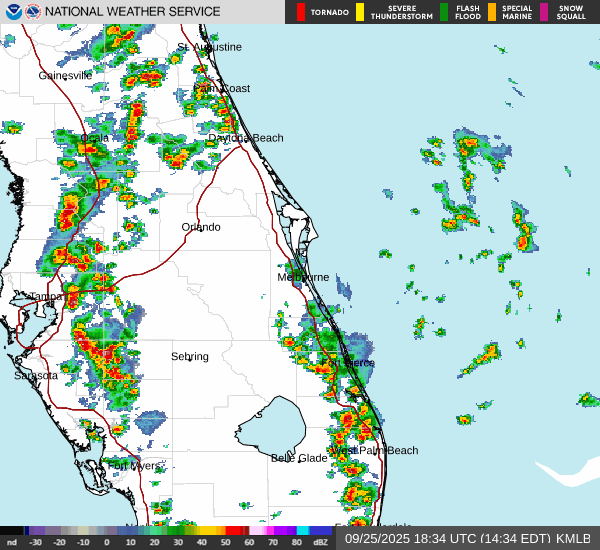 NATIONAL WEATHER SERVICE
TORNADO
SEVERE THUNDERSTORM
FLASH FLOOD
SPECIAL MARINE
SNOW SQUALL
St. Augustine
Gainesville
Palm Coast
Ocala
Daytona Beach
Orlando
Melbourne
Tampa
Sebring
Fort Pierce
Sarasota
West Palm Beach
Belle Glade
Fort Myers
nd -30 -20 -10 0 10 20 30 40 50 60 70 80 dBZ
09/25/2025 18:34 UTC (14:34 EDT) KMLB